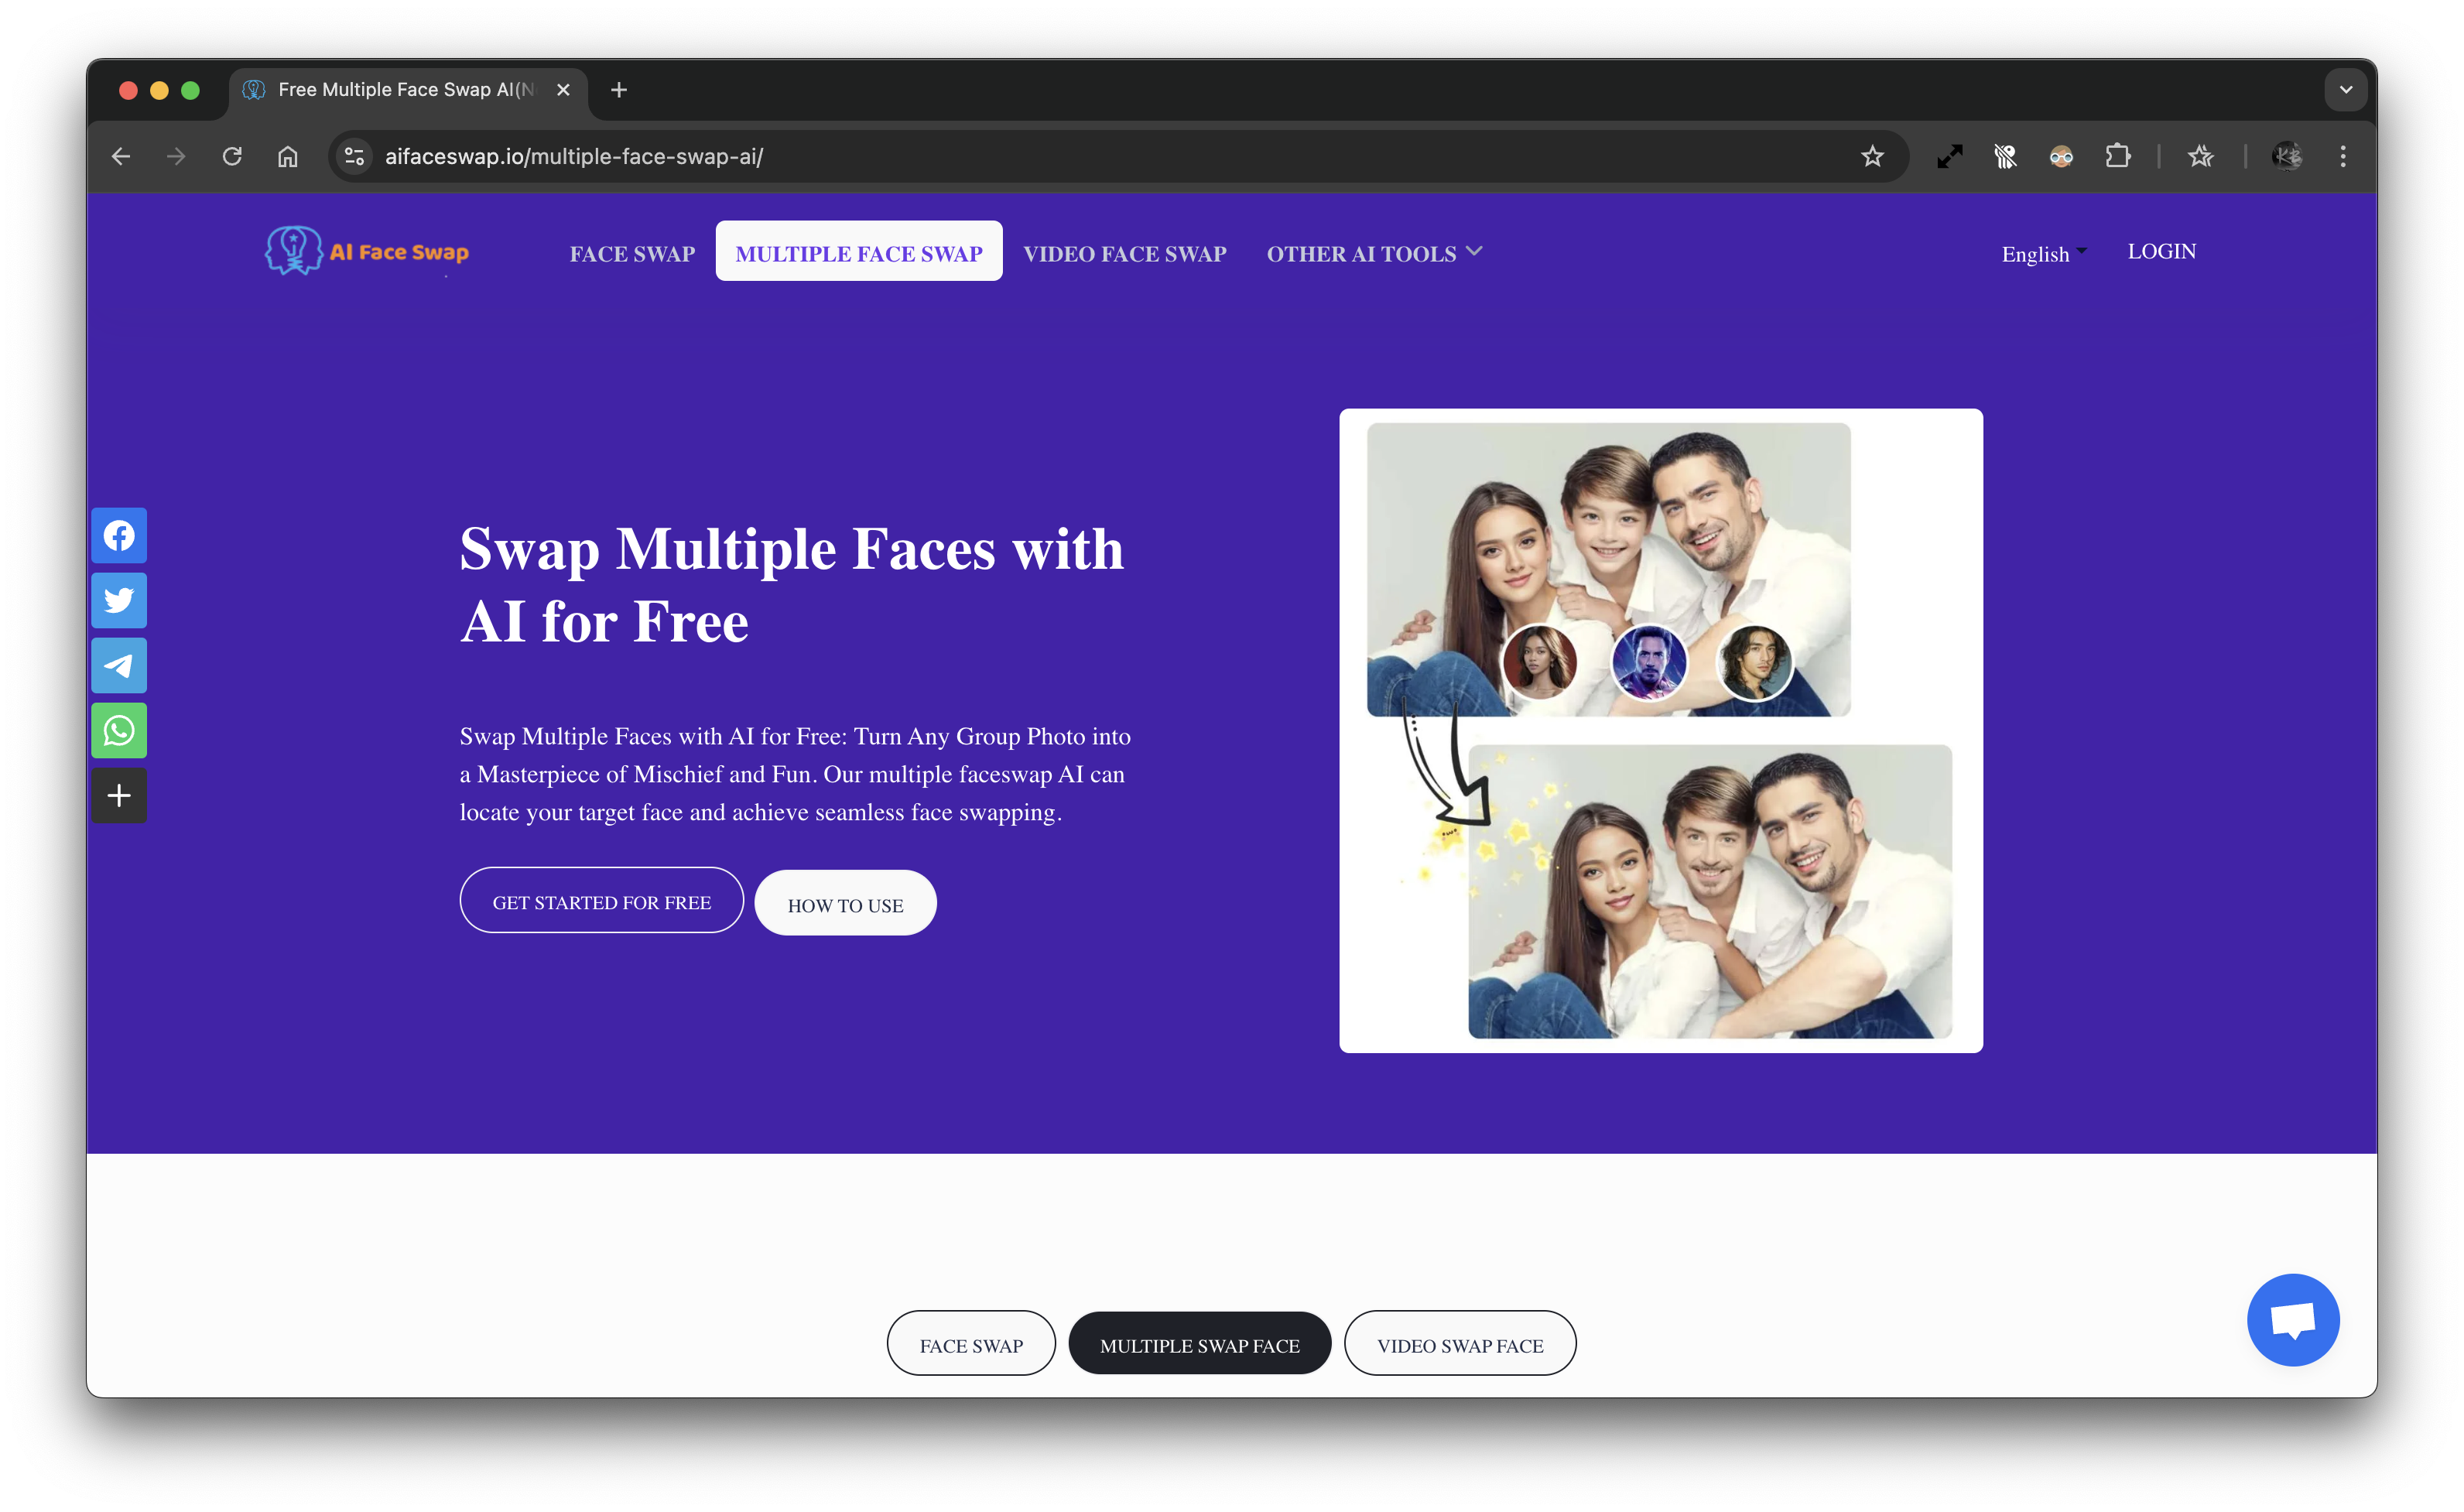 Free Multiple Face Swap AI(N
aifaceswap.io/multiple-face-swap-ai/
AI Face Swap
FACE SWAP
MULTIPLE FACE SWAP
VIDEO FACE SWAP
OTHER AI TOOLS
English
LOGIN
Swap Multiple Faces with
AI for Free
Swap Multiple Faces with AI for Free: Turn Any Group Photo into
a Masterpiece of Mischief and Fun. Our multiple faceswap AI can
locate your target face and achieve seamless face swapping.
GET STARTED FOR FREE
HOW TO USE
FACE SWAP
MULTIPLE SWAP FACE
VIDEO SWAP FACE